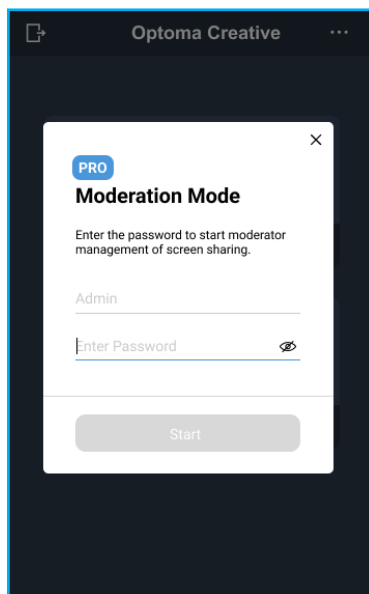 Optoma Creative
PRO
Moderation Mode
Enter the password to start moderator
management of screen sharing.
Admin
Enter Password
Start